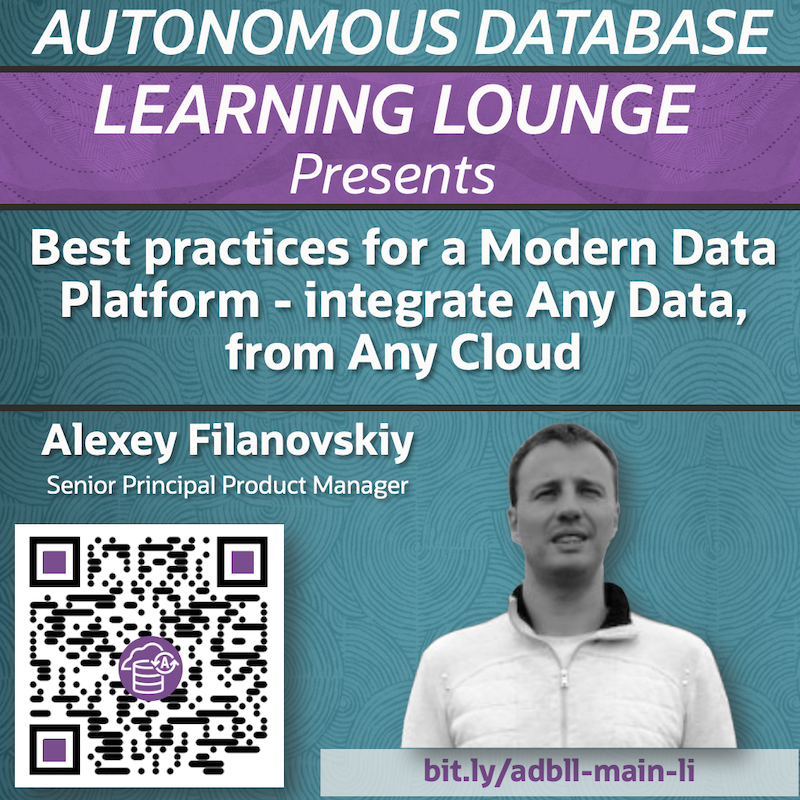 AUTONOMOUS DATABASE
LEARNING LOUNGE
Presents
Best practices for a Modern Data
Platform - integrate Any Data,
from Any Cloud
Alexey Filanovskiy
Senior Principal Product Manager
A
bit.ly/adbll-main-li